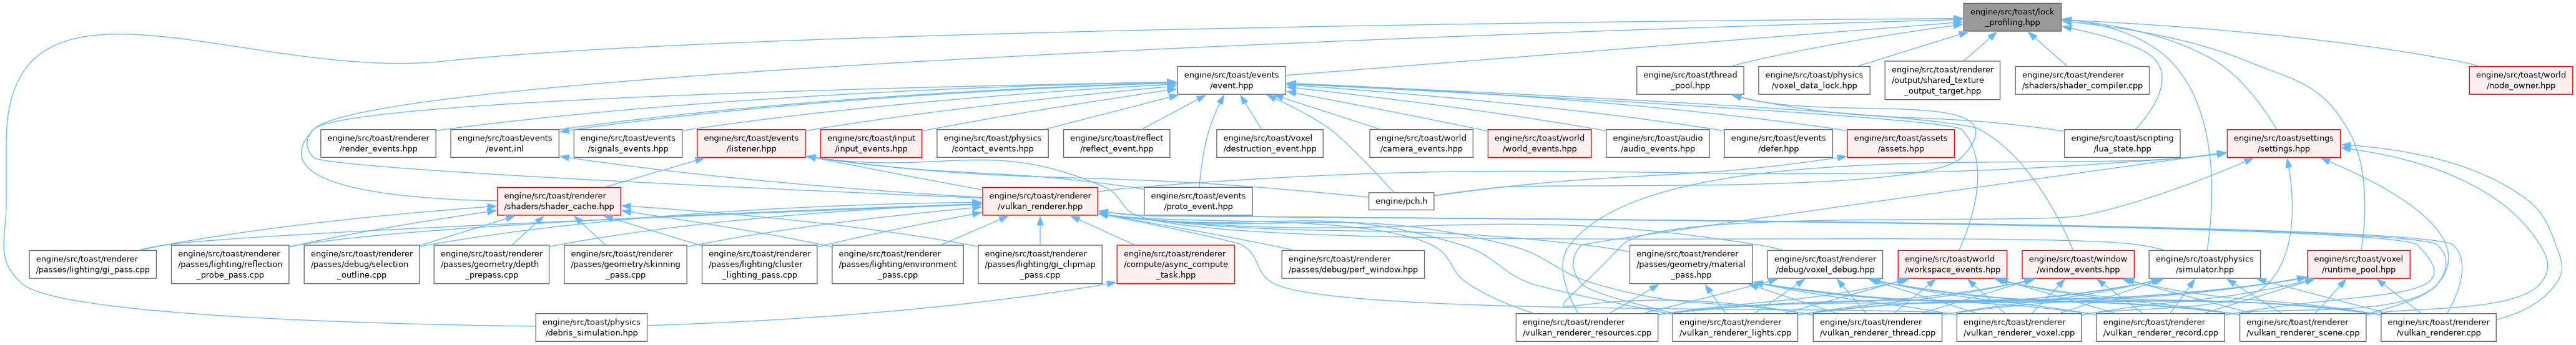 engine/src/toast/lock
_profiling.hpp
engine/src/toast/events
/event.hpp
engine/src/toast/thread
_pool.hpp
engine/src/toast/physics
/voxel_data_lock.hpp
engine/src/toast/renderer
/output/shared_texture
_output_target.hpp
engine/src/toast/renderer
/shaders/shader_compiler.cpp
engine/src/toast/world
/node_owner.hpp
engine/src/toast/renderer
/render_events.hpp
engine/src/toast/events
/event.inl
engine/src/toast/events
/signals_events.hpp
engine/src/toast/events
/listener.hpp
engine/src/toast/input
/input_events.hpp
engine/src/toast/physics
/contact_events.hpp
engine/src/toast/reflect
/reflect_event.hpp
engine/src/toast/voxel
/destruction_event.hpp
engine/src/toast/world
/camera_events.hpp
engine/src/toast/world
/world_events.hpp
engine/src/toast/audio
/audio_events.hpp
engine/src/toast/events
/defer.hpp
engine/src/toast/assets
/assets.hpp
engine/src/toast/scripting
/lua_state.hpp
engine/src/toast/settings
/settings.hpp
engine/src/toast/renderer
/shaders/shader_cache.hpp
engine/src/toast/renderer
/vulkan_renderer.hpp
engine/src/toast/events
/proto_event.hpp
engine/pch.h
engine/src/toast/renderer
/passes/lighting/gi_pass.cpp
engine/src/toast/renderer
/passes/lighting/reflection
_probe_pass.cpp
engine/src/toast/renderer
/passes/debug/selection
_outline.cpp
engine/src/toast/renderer
/passes/geometry/depth
_prepass.cpp
engine/src/toast/renderer
/passes/geometry/skinning
_pass.cpp
engine/src/toast/renderer
/passes/lighting/cluster
_lighting_pass.cpp
engine/src/toast/renderer
/passes/lighting/environment
_pass.cpp
engine/src/toast/renderer
/passes/lighting/gi_clipmap
_pass.cpp
engine/src/toast/renderer
/compute/async_compute
_task.hpp
engine/src/toast/renderer
/passes/debug/perf_window.hpp
engine/src/toast/renderer
/passes/geometry/material
_pass.hpp
engine/src/toast/renderer
/debug/voxel_debug.hpp
engine/src/toast/world
/workspace_events.hpp
engine/src/toast/window
/window_events.hpp
engine/src/toast/physics
/simulator.hpp
engine/src/toast/voxel
/runtime_pool.hpp
engine/src/toast/physics
/debris_simulation.hpp
engine/src/toast/renderer
/vulkan_renderer_resources.cpp
engine/src/toast/renderer
/vulkan_renderer_lights.cpp
engine/src/toast/renderer
/vulkan_renderer_thread.cpp
engine/src/toast/renderer
/vulkan_renderer_voxel.cpp
engine/src/toast/renderer
/vulkan_renderer_record.cpp
engine/src/toast/renderer
/vulkan_renderer_scene.cpp
engine/src/toast/renderer
/vulkan_renderer.cpp